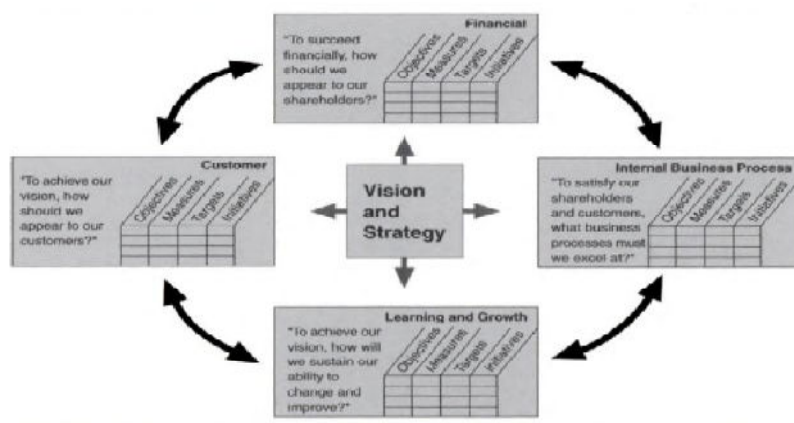 Financial
"To succeed
financially, how
should we
appear to our
shareholders?"
Objectives
Measures
Targets
Initiatives
Customer
"To achieve our
vision, how
should we
appear to our
customers?"
Objectives
Measures
Targets
Initiatives
Vision
and
Strategy
Internal Business Process
"To satisfy our
shareholders
and customers,
what business
processes must
we excel at?"
Objectives
Measures
Targets
Initiatives
Learning and Growth
"To achieve our
vision, how will
we sustain our
ability to
change and
improve?"
Objectives
Measures
Targets
Initiatives